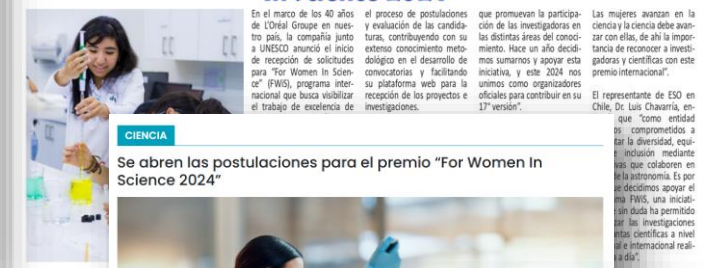 En el marco de los 40 años
de L'Oréal Groupe en nues-
tro país, la compañía junto
a UNESCO anunció el inicio
de recepción de solicitudes
para "For Women In Scien-
ce" (FWiS), programa inter-
nacional que busca visibilizar
el trabajo de excelencia de
el proceso de postulaciones
y evaluación de las candida-
turas, contribuyendo con su
extenso conocimiento meto-
dológico en el desarrollo de
convocatorias y facilitando
su plataforma web para la
recepción de los proyectos e
investigaciones.
que promuevan la participa-
ción de las investigadoras en
las distintas áreas del conoci-
miento. Hace un año decidi-
mos sumarnos y apoyar esta
iniciativa, y este 2024 nos
unimos como organizadores
oficiales para contribuir en su
17° versión".
Las mujeres avanzan en la
ciencia y la ciencia debe avan-
zar con ellas, de ahí la impor-
tancia de reconocer a investi-
gadoras y científicas con este
premio internacional".
El representante de ESO en
Chile, Dr. Luis Chavarría, en-
que "como entidad
comprometidos a
la diversidad, equi-
inclusión mediante
que colaboren en
de la astronomía. Es por
decidimos apoyar el
FWiS, una iniciati-
sin duda ha permitido
las investigaciones
científicas a nivel
e internacional reali-
a día".
CIENCIA
Se abren las postulaciones para el premio "For Women In
Science 2024"